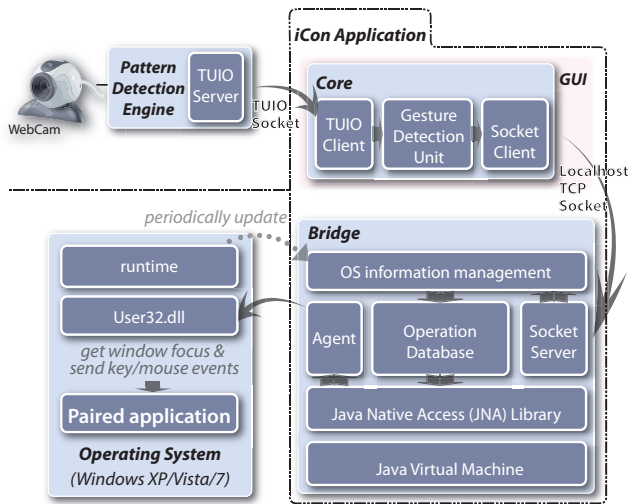 iCon Application
WebCam
Pattern
Detection
Engine
TUIO
Server
TUIO
Socket
Core
GUI
TUIO
Client
Gesture
Detection
Unit
Socket
Client
Localhost
TCP
Socket
periodically update
runtime
User32.dll
get window focus &
send key/mouse events
Paired application
Operating System
(Windows XP/Vista/7)
Bridge
OS information management
Agent
Operation
Database
Socket
Server
Java Native Access (JNA) Library
Java Virtual Machine